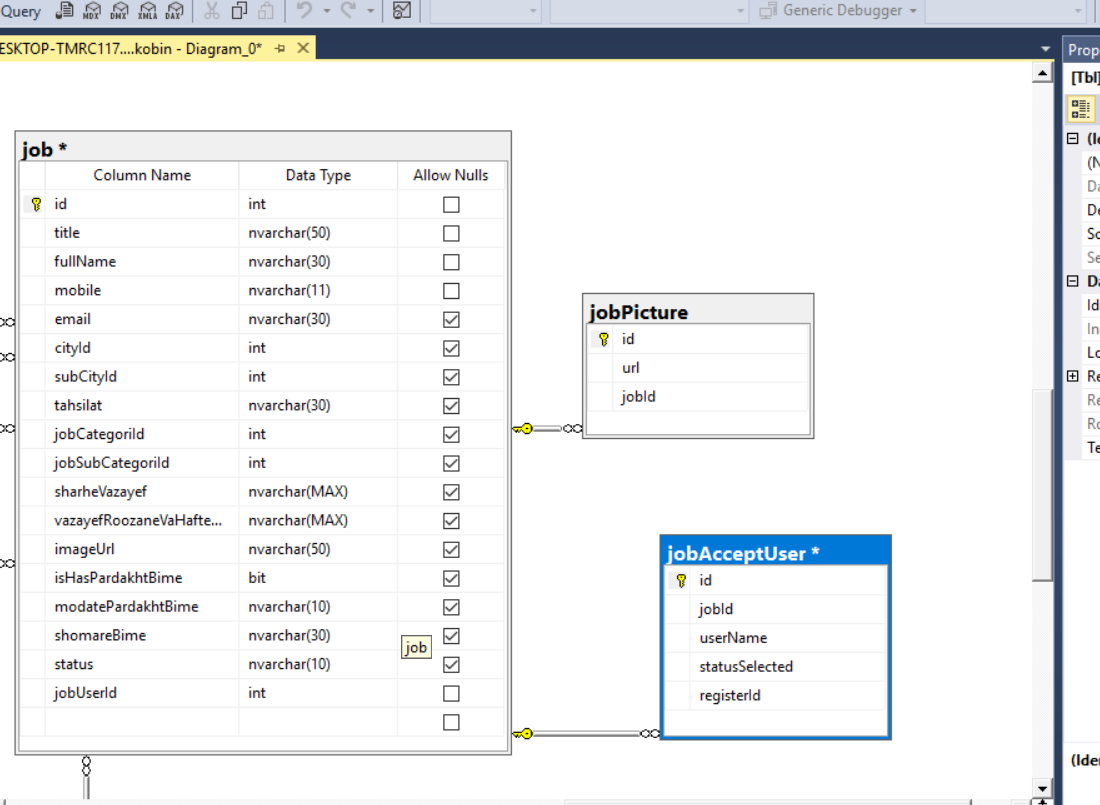 Query MDX DMX XMLA DAX Generic Debugger
ESKTOP-TMRC117....kobin - Diagram_0*
Prop
[Tbl]
job *
Column Name Data Type Allow Nulls
id int
title nvarchar(50)
fullName nvarchar(30)
mobile nvarchar(11)
email nvarchar(30)
cityId int
subCityId int
tahsilat nvarchar(30)
jobCategoriId int
jobSubCategoriId int
sharheVazayef nvarchar(MAX)
vazayefRoozaneVaHafte... nvarchar(MAX)
imageUrl nvarchar(50)
isHasPardakhtBime bit
modatePardakhtBime nvarchar(10)
shomareBime nvarchar(30)
job
status nvarchar(10)
jobUserId int
jobPicture
id
url
jobId
jobAcceptUser *
id
jobId
userName
statusSelected
registerId
(Id
(N
Da
De
Sc
Se
Da
Id
In
Lo
Re
Re
Ro
Te
(Ider